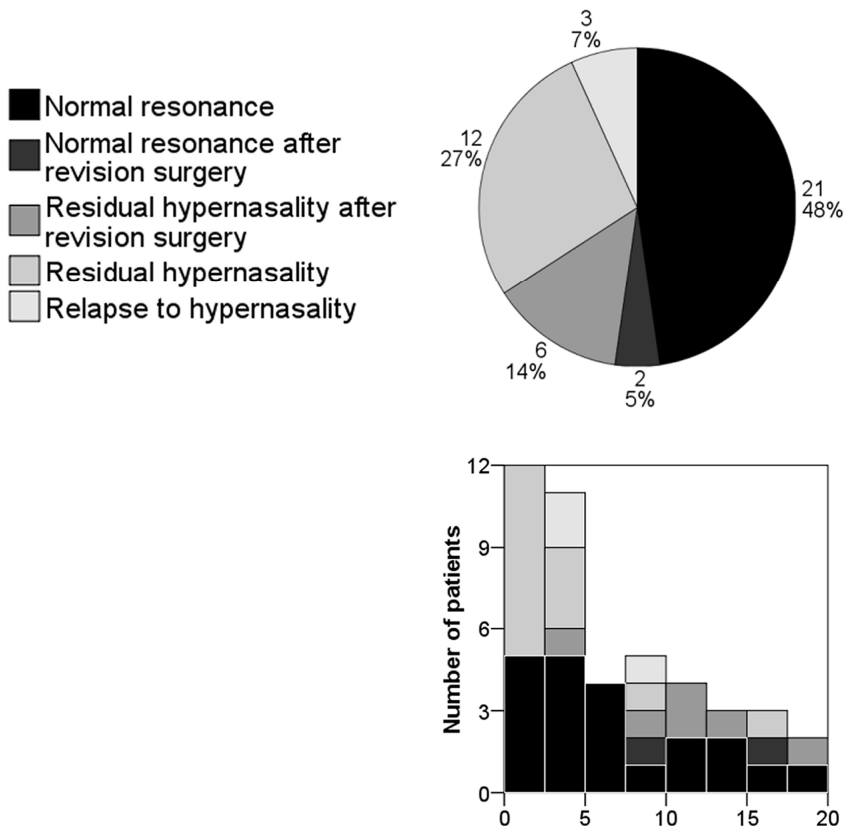 Normal resonance
Normal resonance after
revision surgery
Residual hypernasality after
revision surgery
Residual hypernasality
Relapse to hypernasality
3
7%
12
27%
21
48%
6
14%
2
5%
Number of patients
12
9
6
3
0
0 5 10 15 20